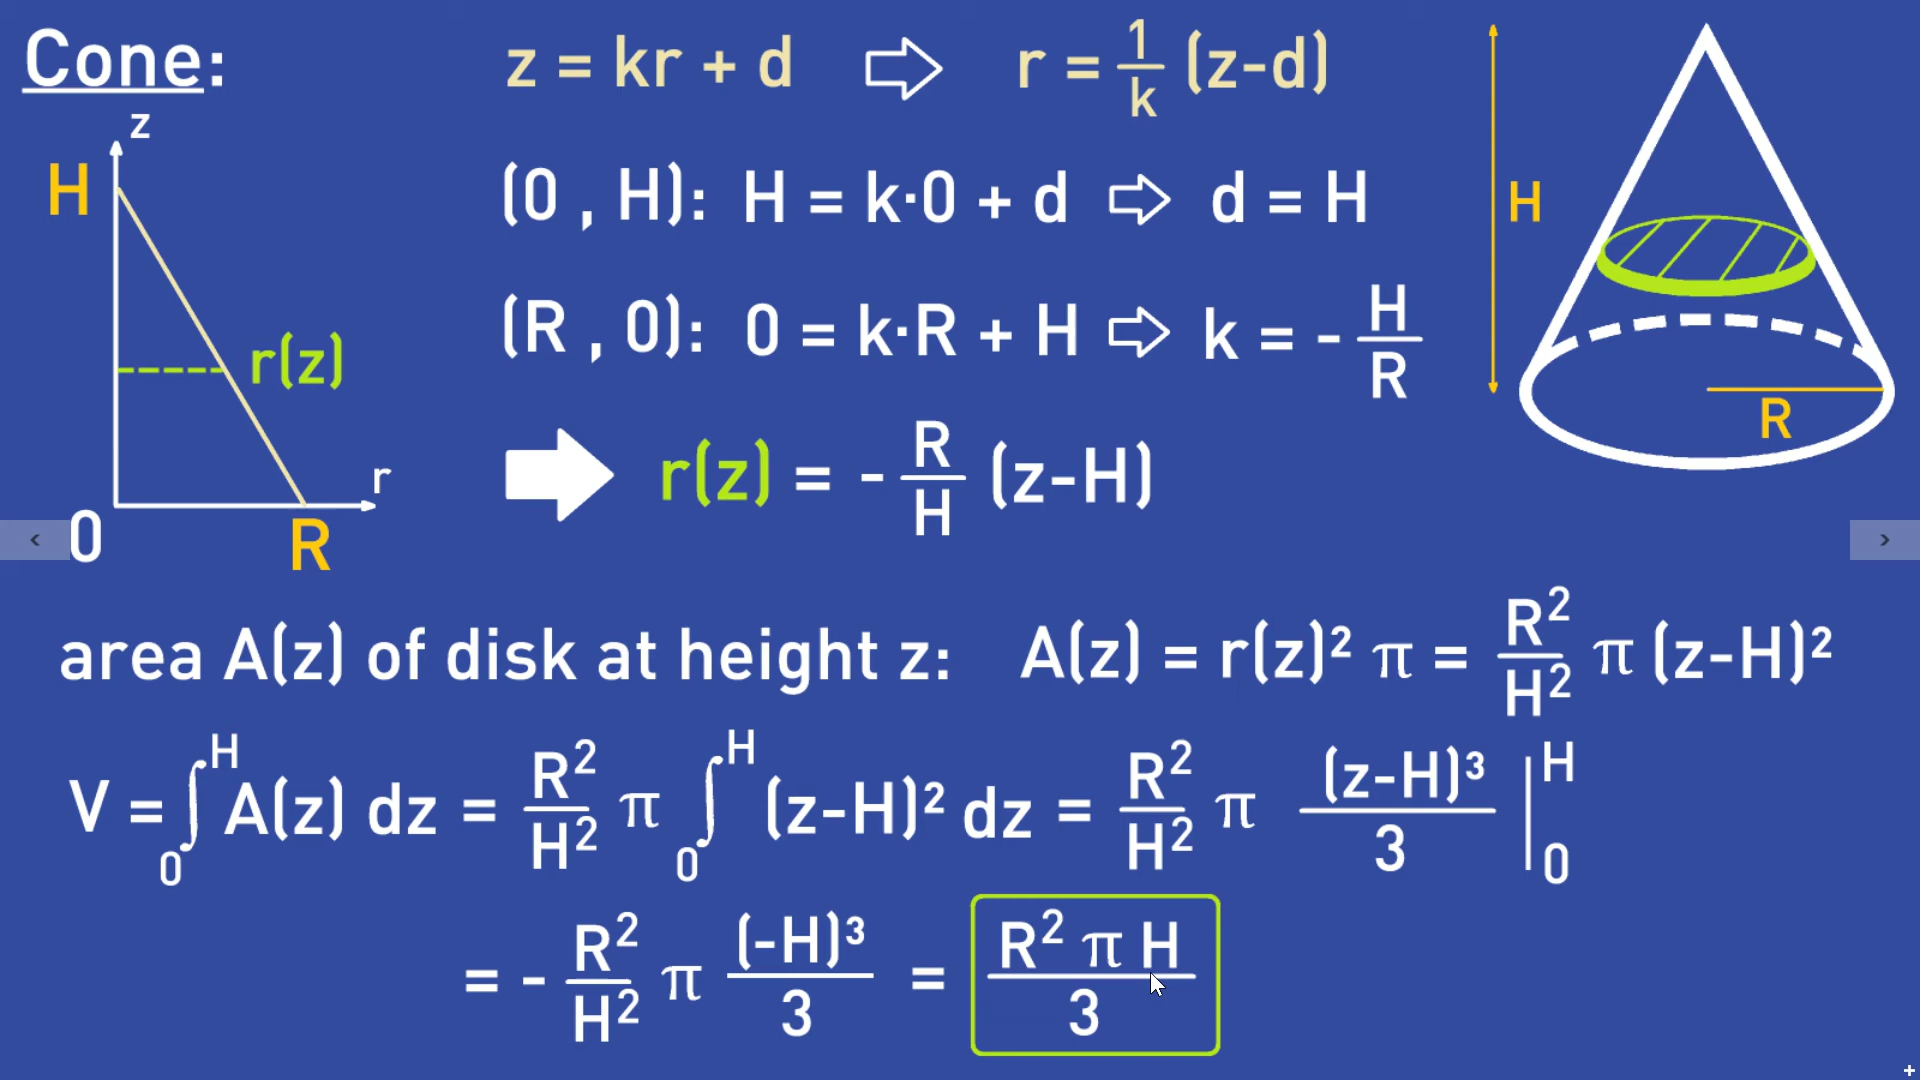 Cone:
z = kr + d ⇨ r = 1/k (z-d)
z
H
r(z)
r
0
R
(0 , H): H = k·0 + d ⇨ d = H
(R , 0): 0 = k·R + H ⇨ k = - H/R
➡ r(z) = - R/H (z-H)
H
R
<
>
area A(z) of disk at height z: A(z) = r(z)² π = R²/H² π (z-H)²
V = ∫₀ᴴ A(z) dz = R²/H² π ∫₀ᴴ (z-H)² dz = R²/H² π (z-H)³/3 |₀ᴴ
= - R²/H² π (-H)³/3 = R² π H/3
+